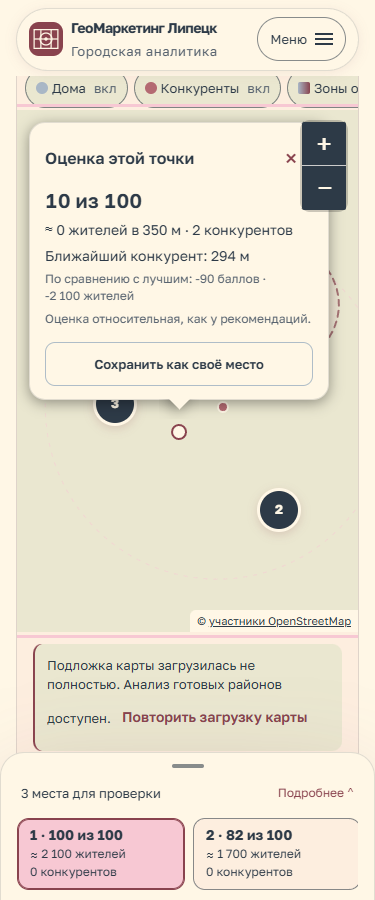 ГеоМаркетинг Липецк
Городская аналитика
Меню
Дома вкл
Конкуренты вкл
Зоны о
Оценка этой точки
×
+
−
10 из 100
≈ 0 жителей в 350 м · 2 конкурентов
Ближайший конкурент: 294 м
По сравнению с лучшим: -90 баллов ·
-2 100 жителей
Оценка относительная, как у рекомендаций.
Сохранить как своё место
3
2
© участники OpenStreetMap
Подложка карты загрузилась не
полностью. Анализ готовых районов
доступен. Повторить загрузку карты
3 места для проверки
Подробнее ^
1 · 100 из 100
≈ 2 100 жителей
0 конкурентов
2 · 82 из 100
≈ 1 700 жителей
0 конкурентов